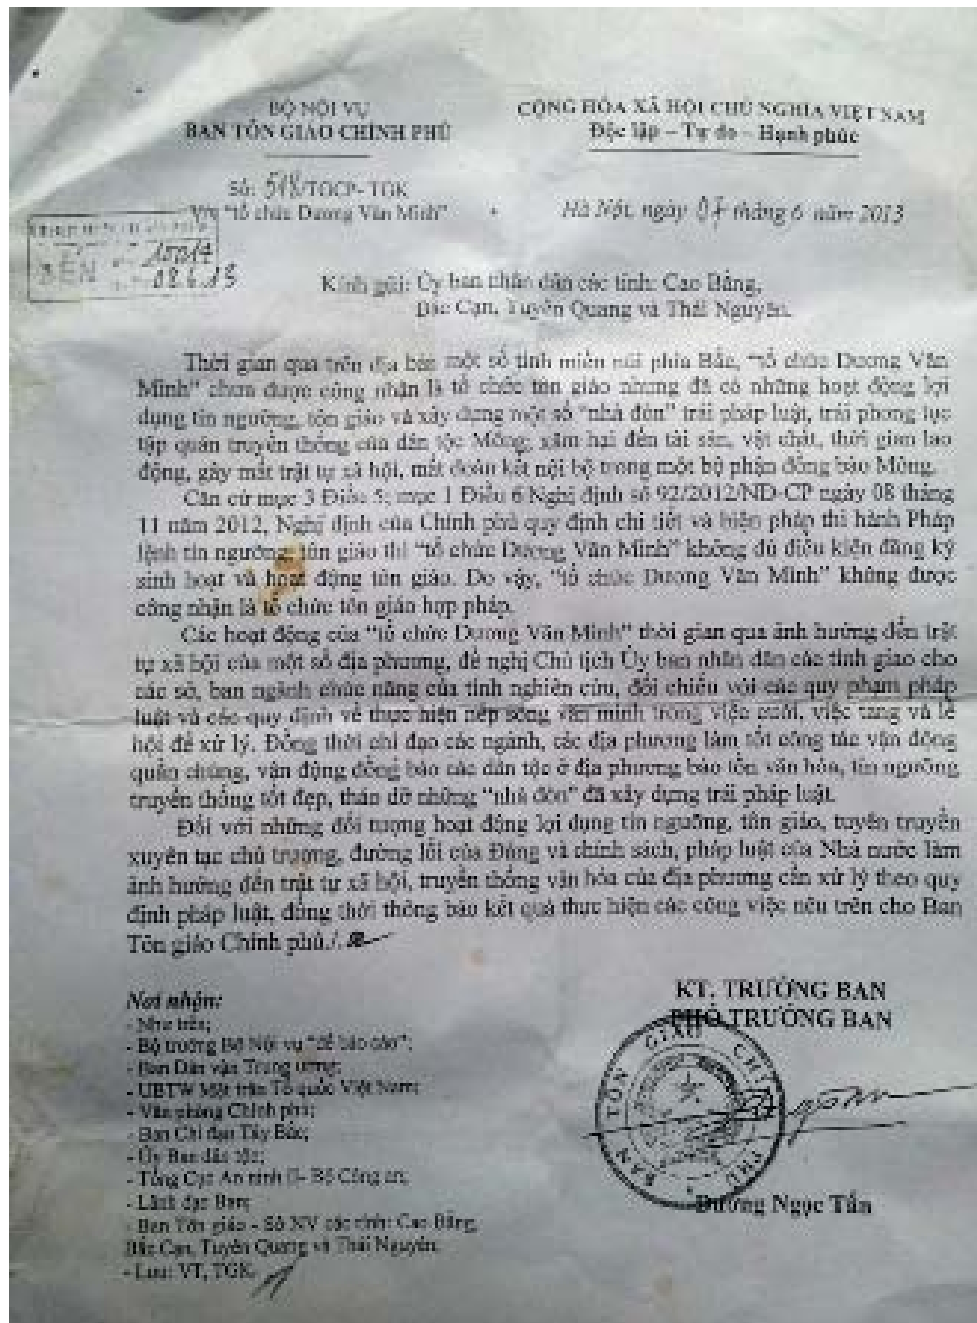 BỘ NỘI VỤ
BAN TÔN GIÁO CHÍNH PHỦ
CỘNG HÒA XÃ HỘI CHỦ NGHĨA VIỆT NAM
Độc lập – Tự do – Hạnh phúc
Số: 518/TGCP- TGK
V/v "tổ chức Dương Văn Minh"
Hà Nội, ngày 07 tháng 6 năm 2013
ĐẾN
15014
08.6.13
Kính gửi: Ủy ban nhân dân các tỉnh: Cao Bằng,
Bắc Cạn, Tuyên Quang và Thái Nguyên.
Thời gian qua trên địa bàn một số tỉnh miền núi phía Bắc, "tổ chức Dương Văn
Minh" chưa được công nhận là tổ chức tôn giáo nhưng đã có những hoạt động lợi
dụng tín ngưỡng, tôn giáo và xây dựng một số "nhà đòn" trái pháp luật, trái phong tục
tập quán truyền thống của dân tộc Mông; xâm hại đến tài sản, vật chất, thời gian lao
động, gây mất trật tự xã hội, mất đoàn kết nội bộ trong một bộ phận đồng bào Mông.
Căn cứ mục 3 Điều 5; mục 1 Điều 6 Nghị định số 92/2012/NĐ-CP ngày 08 tháng
11 năm 2012, Nghị định của Chính phủ quy định chi tiết và biện pháp thi hành Pháp
lệnh tín ngưỡng, tôn giáo thì "tổ chức Dương Văn Minh" không đủ điều kiện đăng ký
sinh hoạt và hoạt động tôn giáo. Do vậy, "tổ chức Dương Văn Minh" không được
công nhận là tổ chức tôn giáo hợp pháp.
Các hoạt động của "tổ chức Dương Văn Minh" thời gian qua ảnh hưởng đến trật
tự xã hội của một số địa phương, đề nghị Chủ tịch Ủy ban nhân dân các tỉnh giao cho
các sở, ban ngành chức năng của tỉnh nghiên cứu, đối chiếu với các quy phạm pháp
luật và các quy định về thực hiện nếp sống văn minh trong việc cưới, việc tang và lễ
hội để xử lý. Đồng thời chỉ đạo các ngành, các địa phương làm tốt công tác vận động
quần chúng, vận động đồng bào các dân tộc ở địa phương bảo tồn văn hóa, tín ngưỡng
truyền thống tốt đẹp, tháo dỡ những "nhà đòn" đã xây dựng trái pháp luật.
Đối với những đối tượng hoạt động lợi dụng tín ngưỡng, tôn giáo, tuyên truyền
xuyên tạc chủ trương, đường lối của Đảng và chính sách, pháp luật của Nhà nước làm
ảnh hưởng đến trật tự xã hội, truyền thống văn hóa của địa phương cần xử lý theo quy
định pháp luật, đồng thời thông báo kết quả thực hiện các công việc nêu trên cho Ban
Tôn giáo Chính phủ./.
Nơi nhận:
- Như trên;
- Bộ trưởng Bộ Nội vụ "để báo cáo";
- Ban Dân vận Trung ương;
- UBTW Mặt trận Tổ quốc Việt Nam;
- Văn phòng Chính phủ;
- Ban Chỉ đạo Tây Bắc;
- Ủy Ban dân tộc;
- Tổng Cục An ninh II- Bộ Công an;
- Lãnh đạo Ban;
- Ban Tôn giáo - Sở NV các tỉnh: Cao Bằng,
Bắc Cạn, Tuyên Quang và Thái Nguyên.
- Lưu: VT, TGK.
KT. TRƯỞNG BAN
PHÓ TRƯỞNG BAN
BAN TÔN GIÁO CHÍNH PHỦ
Dương Ngọc Tấn